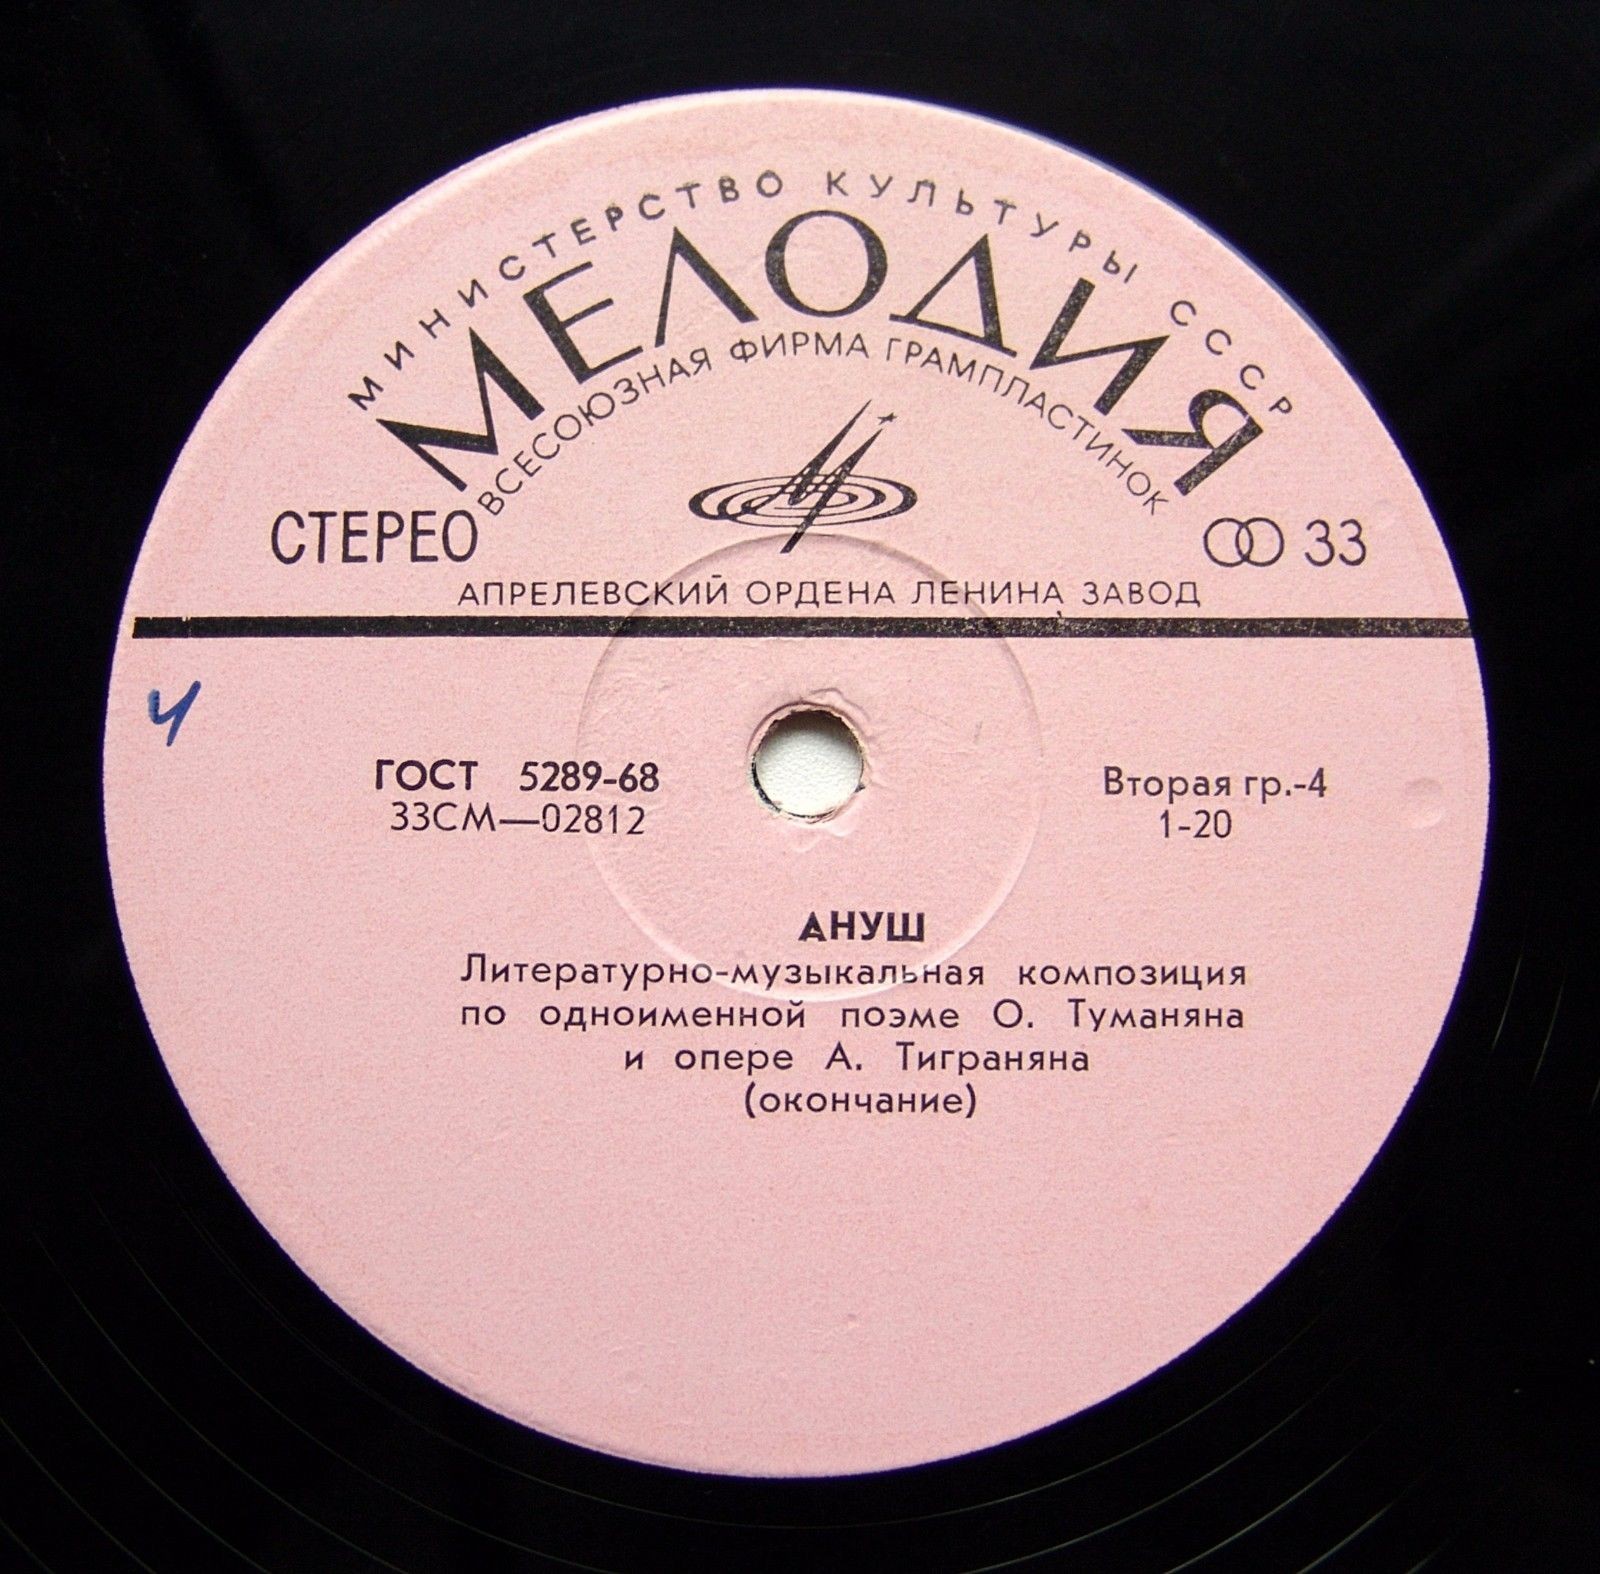 МИНИСТЕРСТВО КУЛЬТУРЫ СССР
МЕЛОДИЯ
ВСЕСОЮЗНАЯ ФИРМА ГРАМПЛАСТИНОК
СТЕРЕО
33
АПРЕЛЕВСКИЙ ОРДЕНА ЛЕНИНА ЗАВОД
ГОСТ 5289-68
33СМ—02812
Вторая гр.-4
1-20
АНУШ
Литературно-музыкальная композиция
по одноименной поэме О. Туманяна
и опере А. Тиграняна
(окончание)